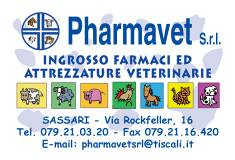 Pharmavet S.r.l.
INGROSSO FARMACI ED
ATTREZZATURE VETERINARIE
SASSARI - Via Rockfeller, 16
Tel. 079.21.03.20 - Fax 079.21.16.420
E-mail: pharmavetsrl@tiscali.it